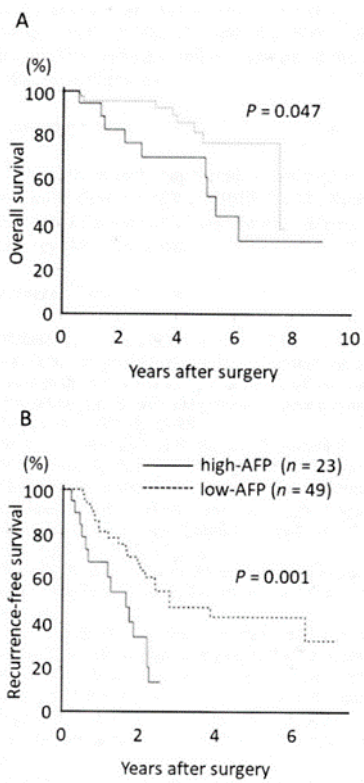 A
(%)
100
80
60
40
20
0
P = 0.047
Overall survival
0 2 4 6 8 10
Years after surgery
B
(%)
high-AFP (n = 23)
low-AFP (n = 49)
100
80
60
40
20
0
P = 0.001
Recurrence-free survival
0 2 4 6
Years after surgery